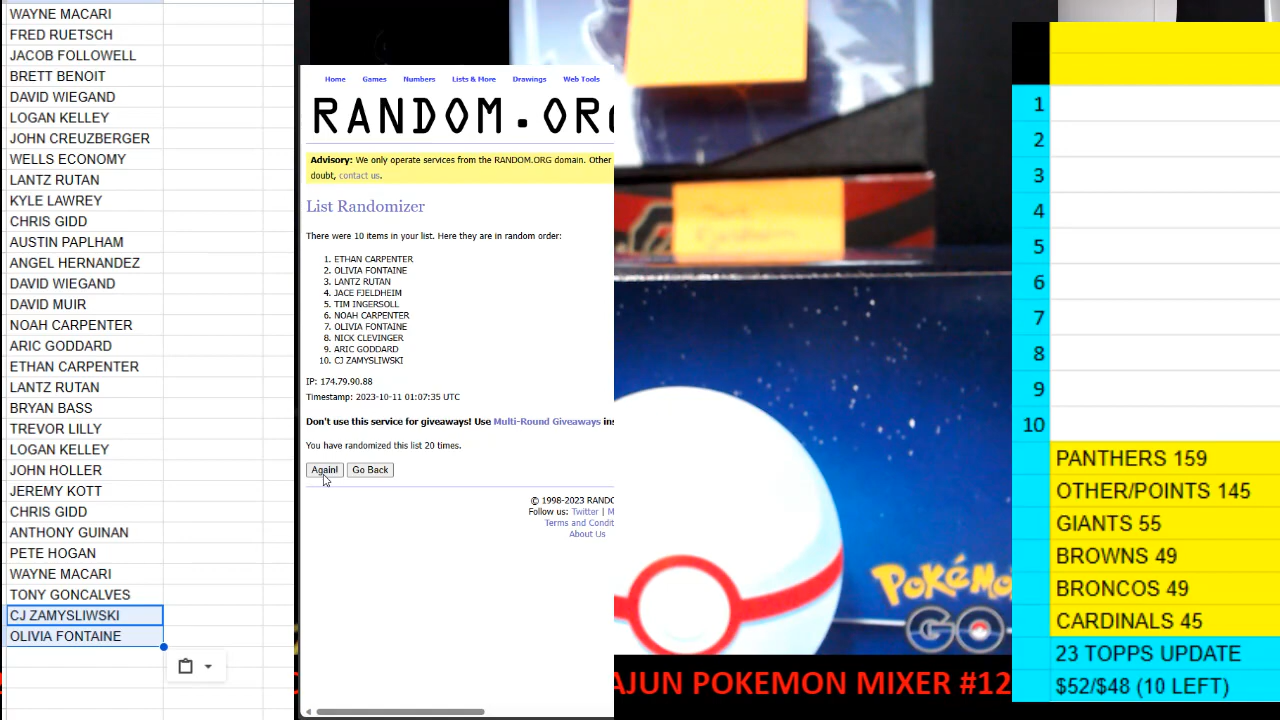 WAYNE MACARI
FRED RUETSCH
JACOB FOLLOWELL
BRETT BENOIT
DAVID WIEGAND
LOGAN KELLEY
JOHN CREUZBERGER
WELLS ECONOMY
LANTZ RUTAN
KYLE LAWREY
CHRIS GIDD
AUSTIN PAPLHAM
ANGEL HERNANDEZ
DAVID WIEGAND
DAVID MUIR
NOAH CARPENTER
ARIC GODDARD
ETHAN CARPENTER
LANTZ RUTAN
BRYAN BASS
TREVOR LILLY
LOGAN KELLEY
JOHN HOLLER
JEREMY KOTT
CHRIS GIDD
ANTHONY GUINAN
PETE HOGAN
WAYNE MACARI
TONY GONCALVES
CJ ZAMYSLIWSKI
OLIVIA FONTAINE
Home Games Numbers Lists & More Drawings Web Tools
RANDOM.ORG
Advisory: We only operate services from the RANDOM.ORG domain. Other
doubt, contact us.
List Randomizer
There were 10 items in your list. Here they are in random order:
1. ETHAN CARPENTER
2. OLIVIA FONTAINE
3. LANTZ RUTAN
4. JACE FJELDHEIM
5. TIM INGERSOLL
6. NOAH CARPENTER
7. OLIVIA FONTAINE
8. NICK CLEVINGER
9. ARIC GODDARD
10. CJ ZAMYSLIWSKI
IP: 174.79.90.88
Timestamp: 2023-10-11 01:07:35 UTC
Don't use this service for giveaways! Use Multi-Round Giveaways ins
You have randomized this list 20 times.
Again! Go Back
© 1998-2023 RANDO
Follow us: Twitter | M
Terms and Condit
About Us
POKÉMO
GO
AJUN POKEMON MIXER #12
1
2
3
4
5
6
7
8
9
10
PANTHERS 159
OTHER/POINTS 145
GIANTS 55
BROWNS 49
BRONCOS 49
CARDINALS 45
23 TOPPS UPDATE
$52/$48 (10 LEFT)